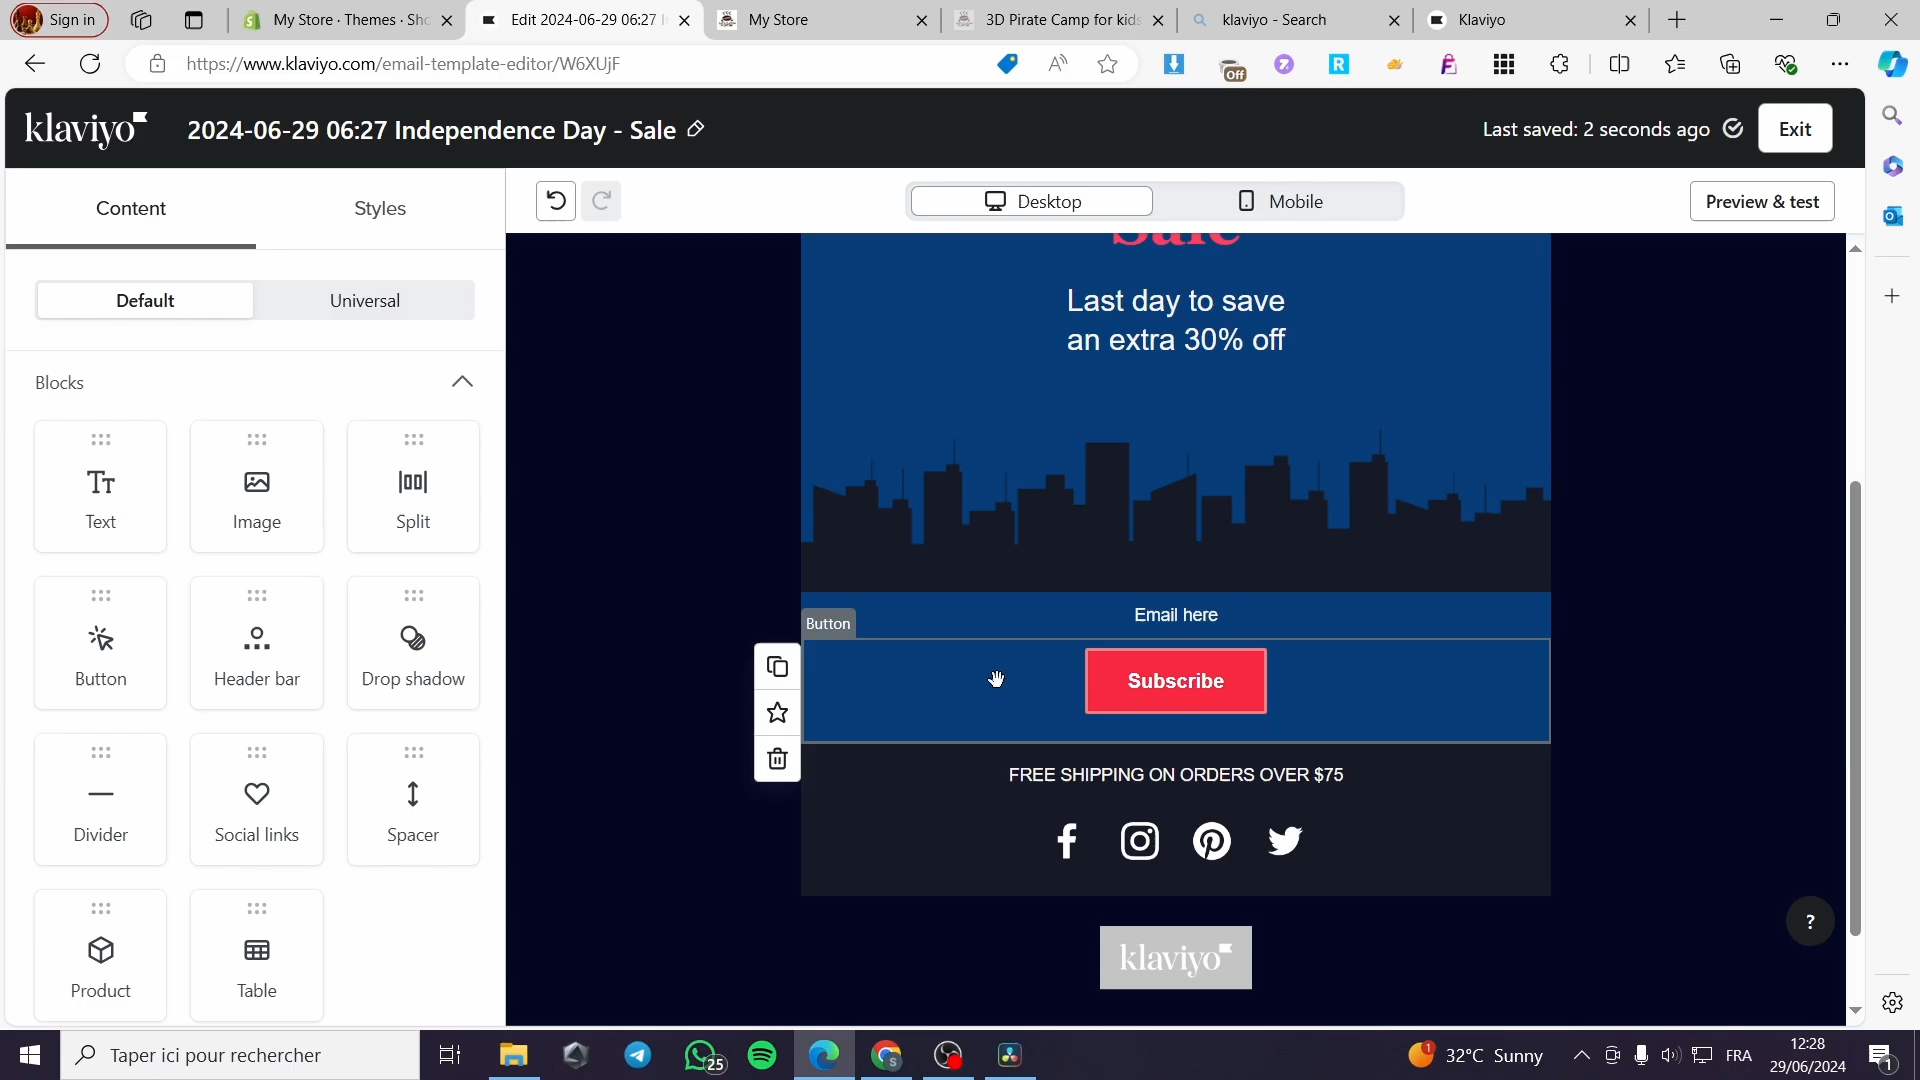 Sign in
My Store · Themes · Sho
Edit 2024-06-29 06:27 I
My Store
3D Pirate Camp for kids
klaviyo - Search
Klaviyo
https://www.klaviyo.com/email-template-editor/W6XUjF
Off
klaviyo
2024-06-29 06:27 Independence Day - Sale
Last saved: 2 seconds ago
Exit
Content
Styles
Desktop
Mobile
Preview & test
Default
Universal
Blocks
Text
Image
Split
Button
Header bar
Drop shadow
Divider
Social links
Spacer
Product
Table
Sale
Last day to save
an extra 30% off
Email here
Button
Subscribe
FREE SHIPPING ON ORDERS OVER $75
klaviyo
?
Taper ici pour rechercher
25
32°C Sunny
FRA
12:28
29/06/2024
1